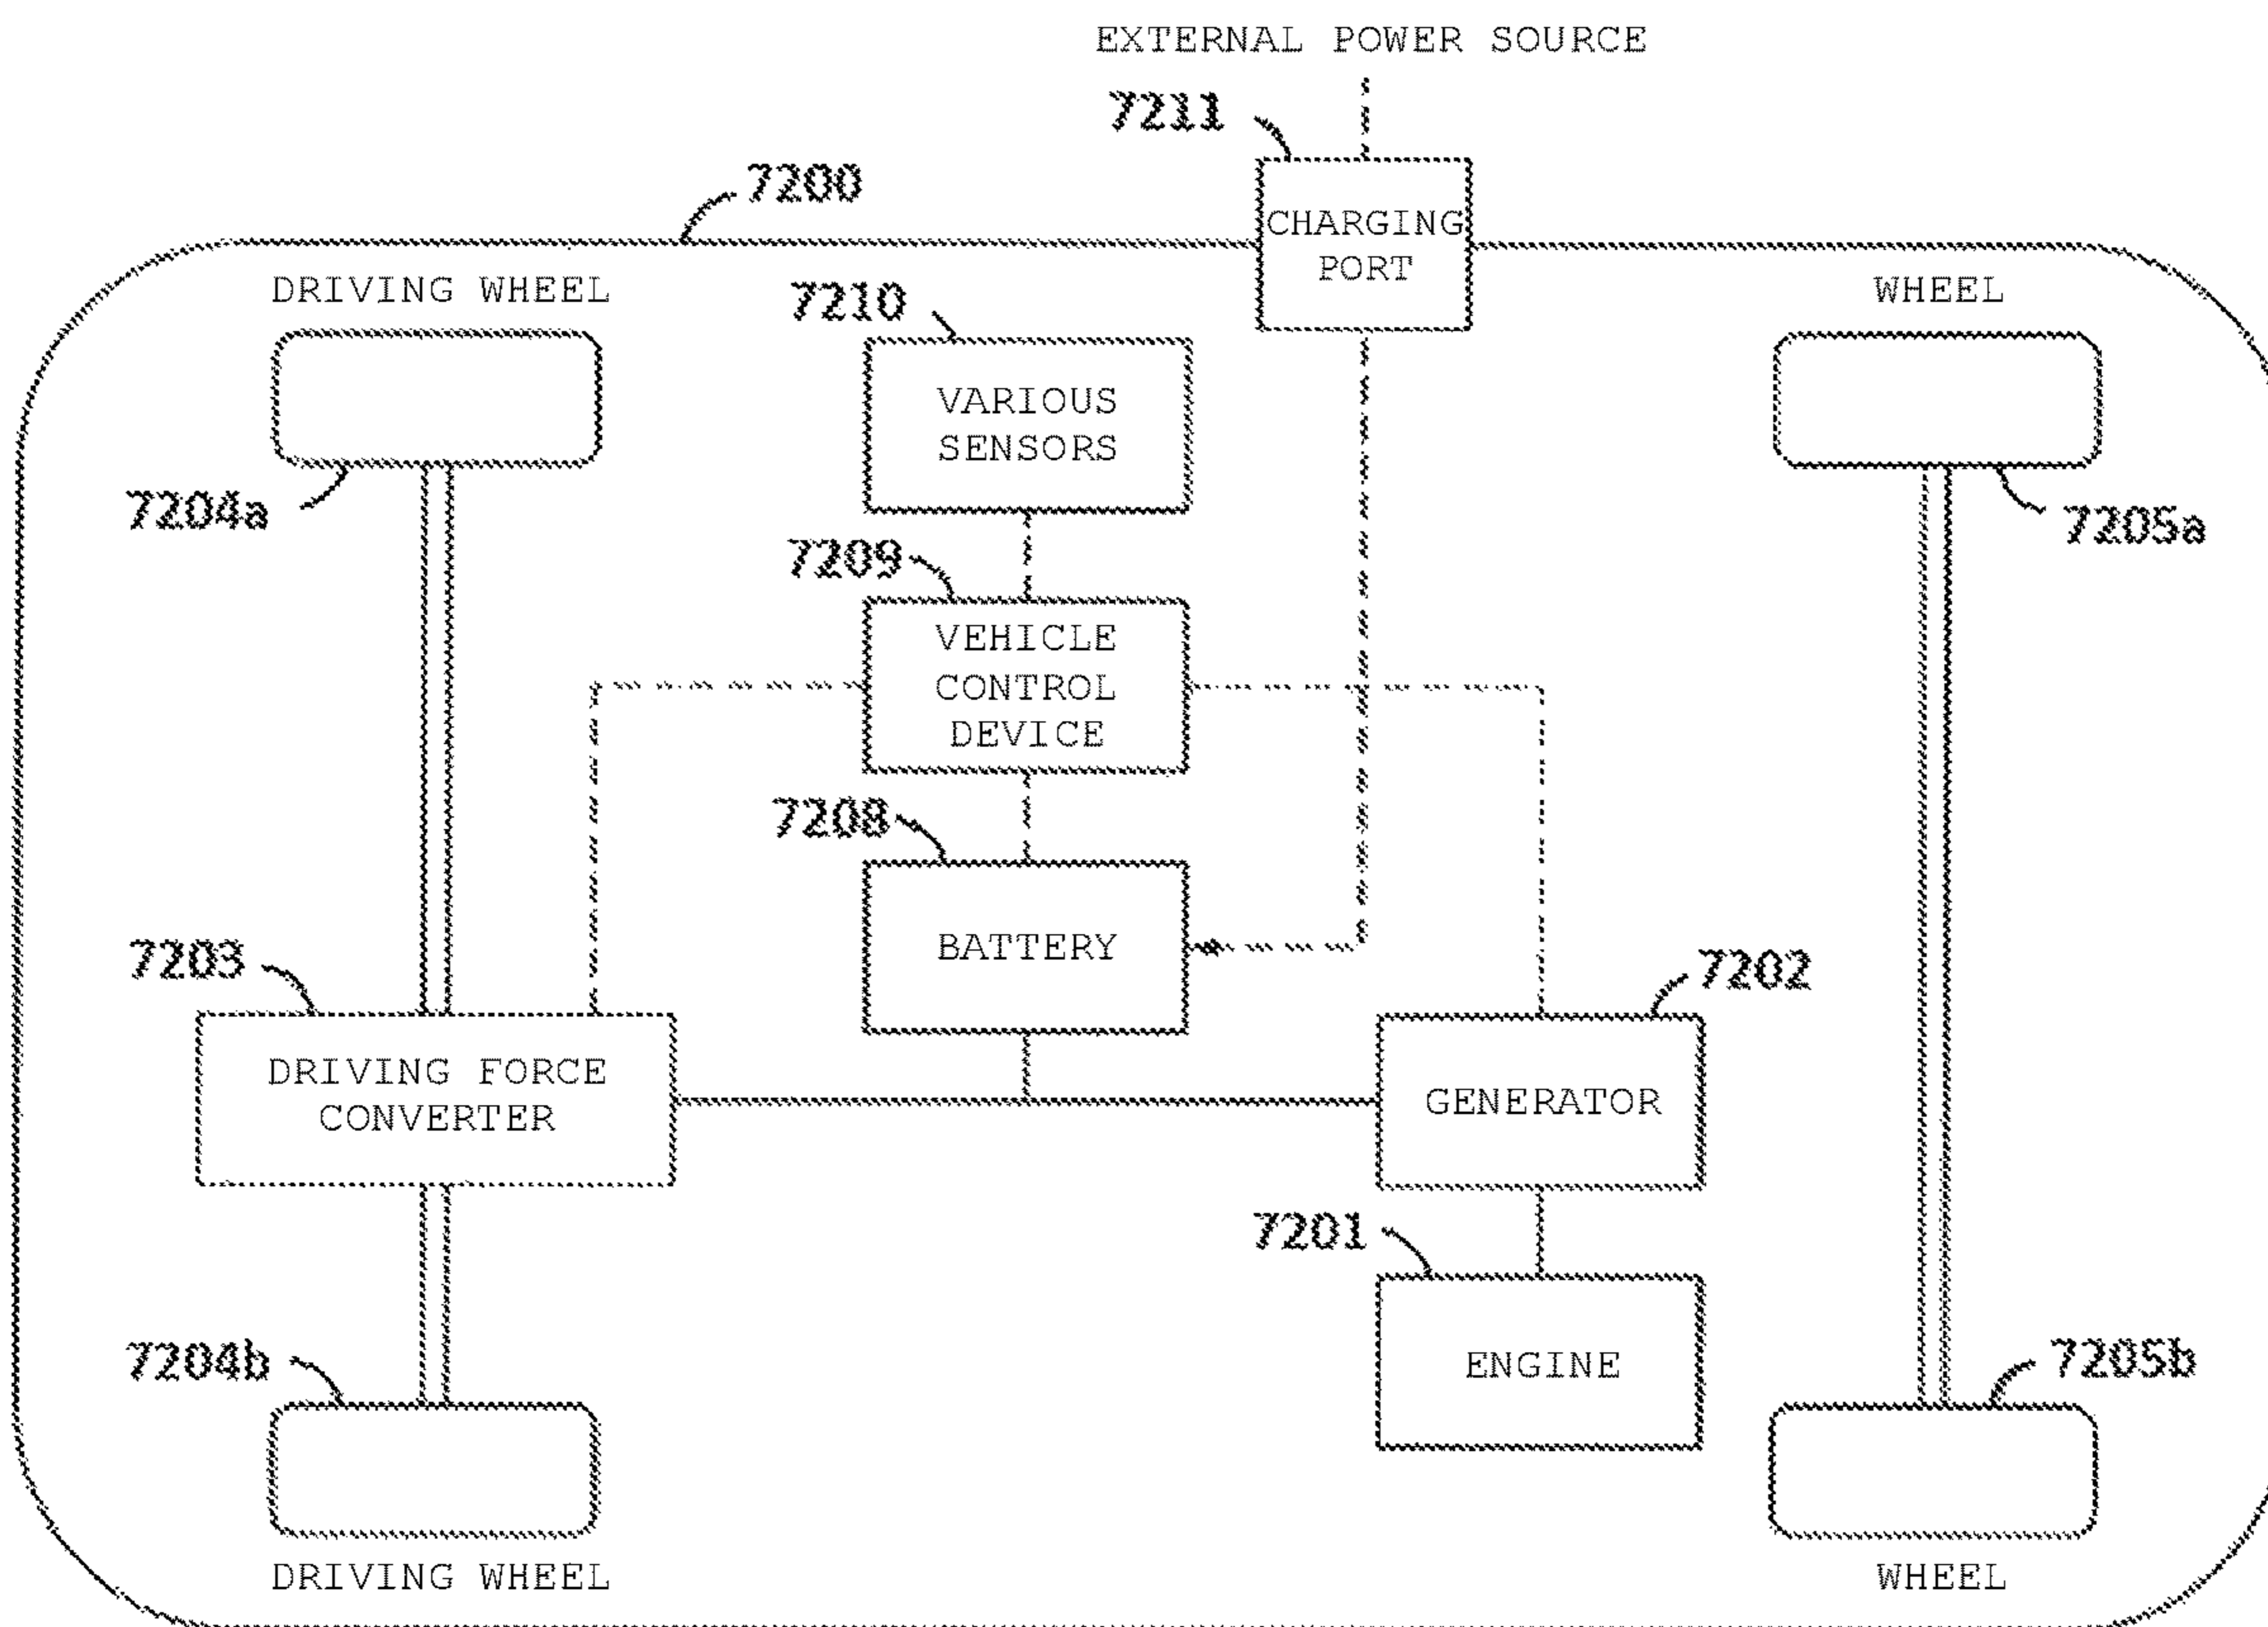 EXTERNAL POWER SOURCE
7211
7200
CHARGING
PORT
DRIVING WHEEL
7210
WHEEL
VARIOUS
SENSORS
7204a
7205a
7209
VEHICLE
CONTROL
DEVICE
7208
BATTERY
7203
7202
DRIVING FORCE
CONVERTER
GENERATOR
7201
7204b
ENGINE
7205b
DRIVING WHEEL
WHEEL